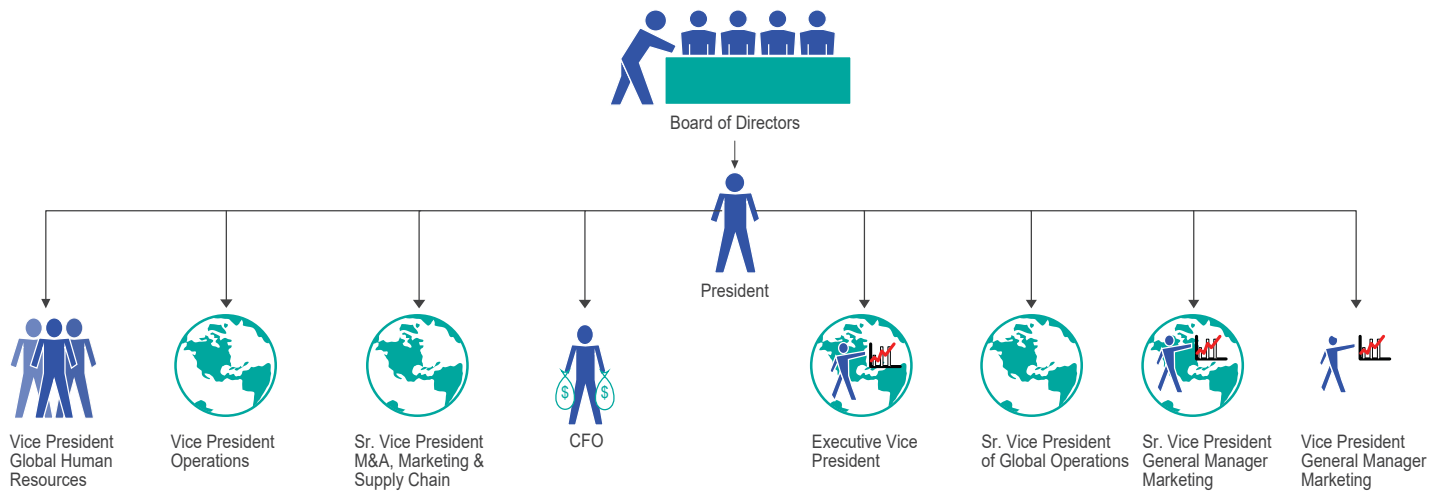 Board of Directors
President
Vice President
Global Human
Resources
Vice President
Operations
Sr. Vice President
M&A, Marketing &
Supply Chain
$ $
CFO
Executive Vice
President
Sr. Vice President
of Global Operations
Sr. Vice President
General Manager
Marketing
Vice President
General Manager
Marketing